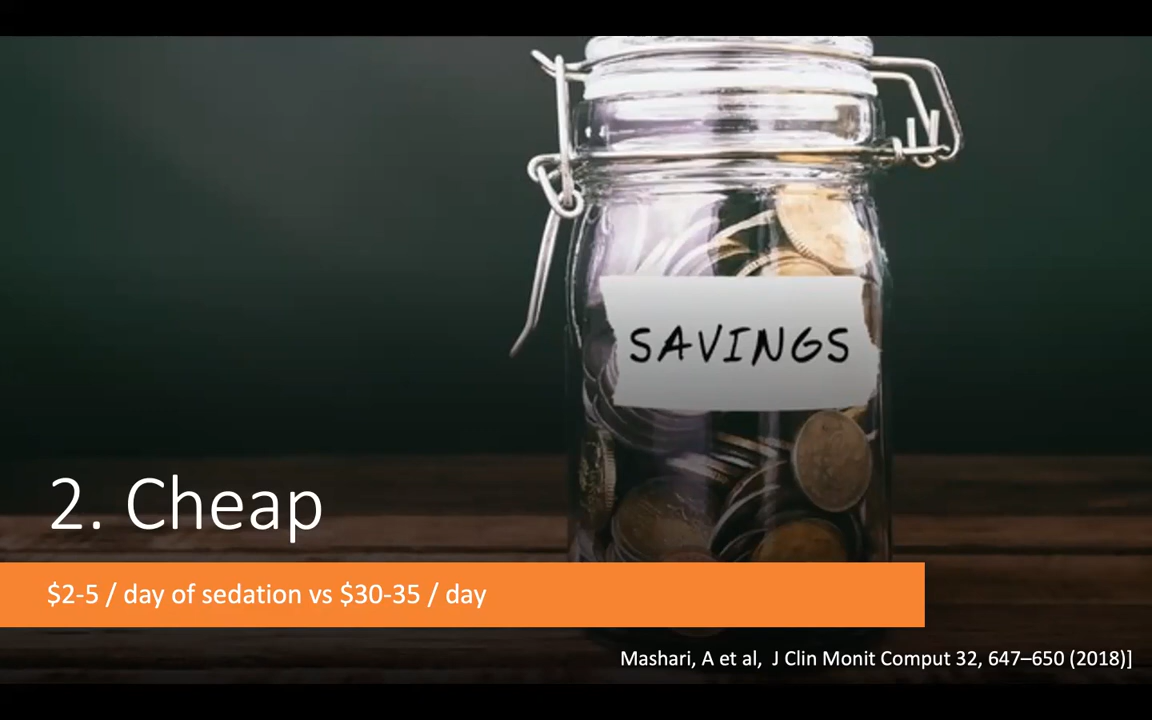 SAVINGS
2. Cheap
$2-5 / day of sedation vs $30-35 / day
Mashari, A et al, J Clin Monit Comput 32, 647–650 (2018)]